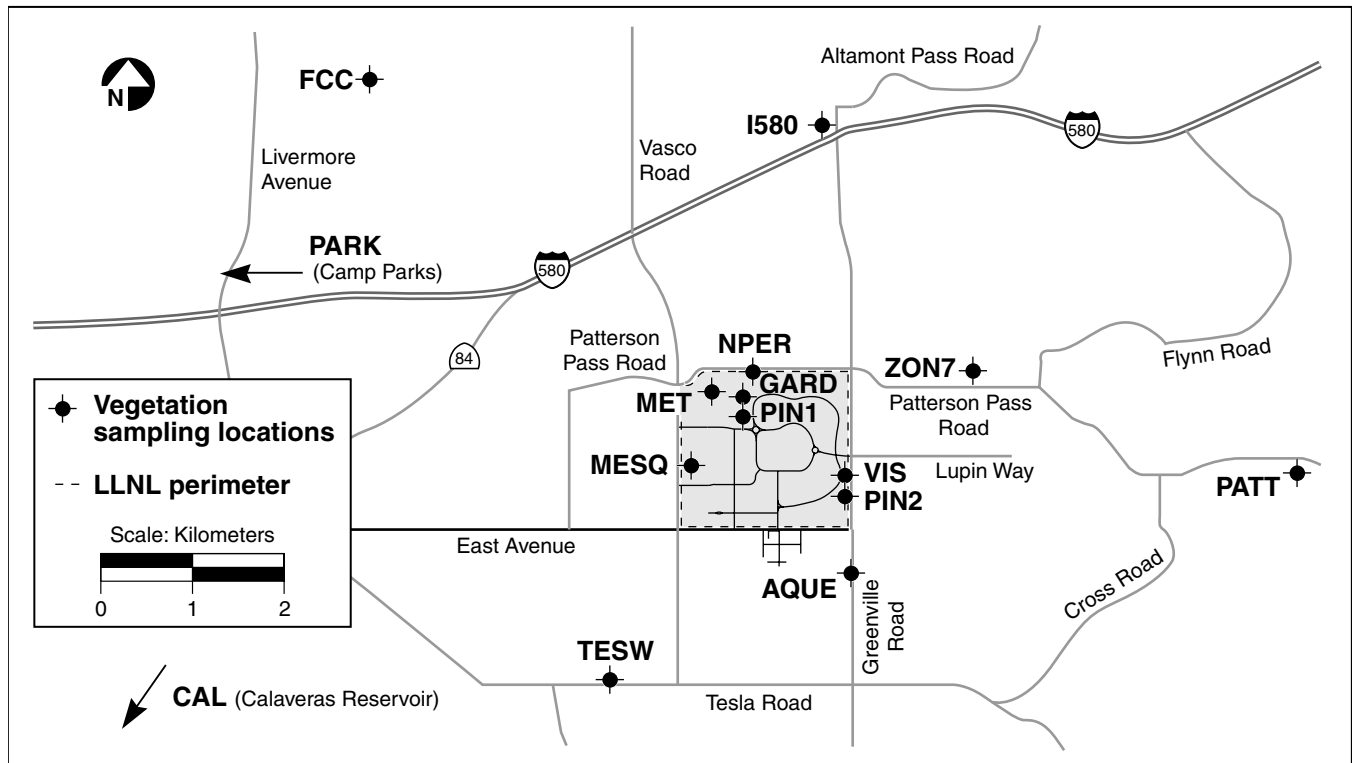 Altamont Pass Road
FCC
N
I580
580
Livermore
Avenue
Vasco
Road
PARK
(Camp Parks)
580
Patterson
Pass Road
NPER
ZON7
Flynn Road
84
GARD
MET
PIN1
Patterson Pass
Road
Vegetation
sampling locations
MESQ
VIS
Lupin Way
PATT
LLNL perimeter
PIN2
Scale: Kilometers
East Avenue
0 1 2
AQUE
Greenville
Road
Cross Road
TESW
CAL (Calaveras Reservoir)
Tesla Road